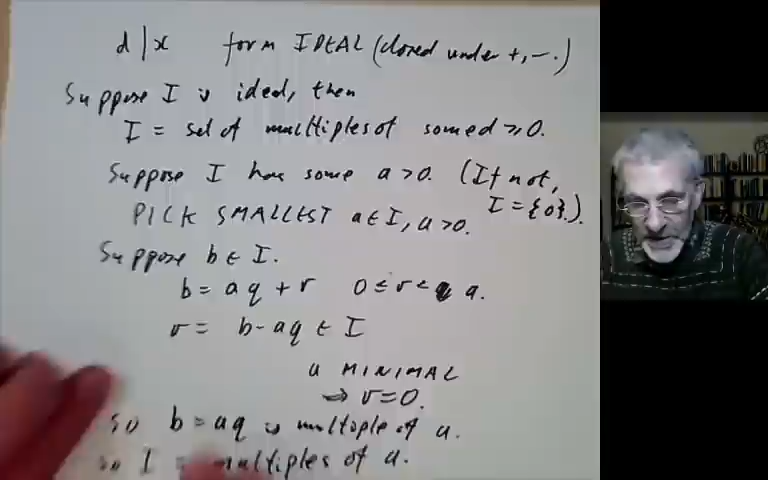 d | x form IDEAL (closed under +, -.)
Suppose I is ideal, then
I = set of multiples of some d ≥ 0.
Suppose I has some a > 0. (If not,
I = {0}.)
PICK SMALLEST a ∈ I, a > 0.
Suppose b ∈ I.
b = aq + r 0 ≤ r < a.
r = b - aq ∈ I
a MINIMAL
⇒ r = 0.
so b = aq is multiple of a.
so I = multiples of a.